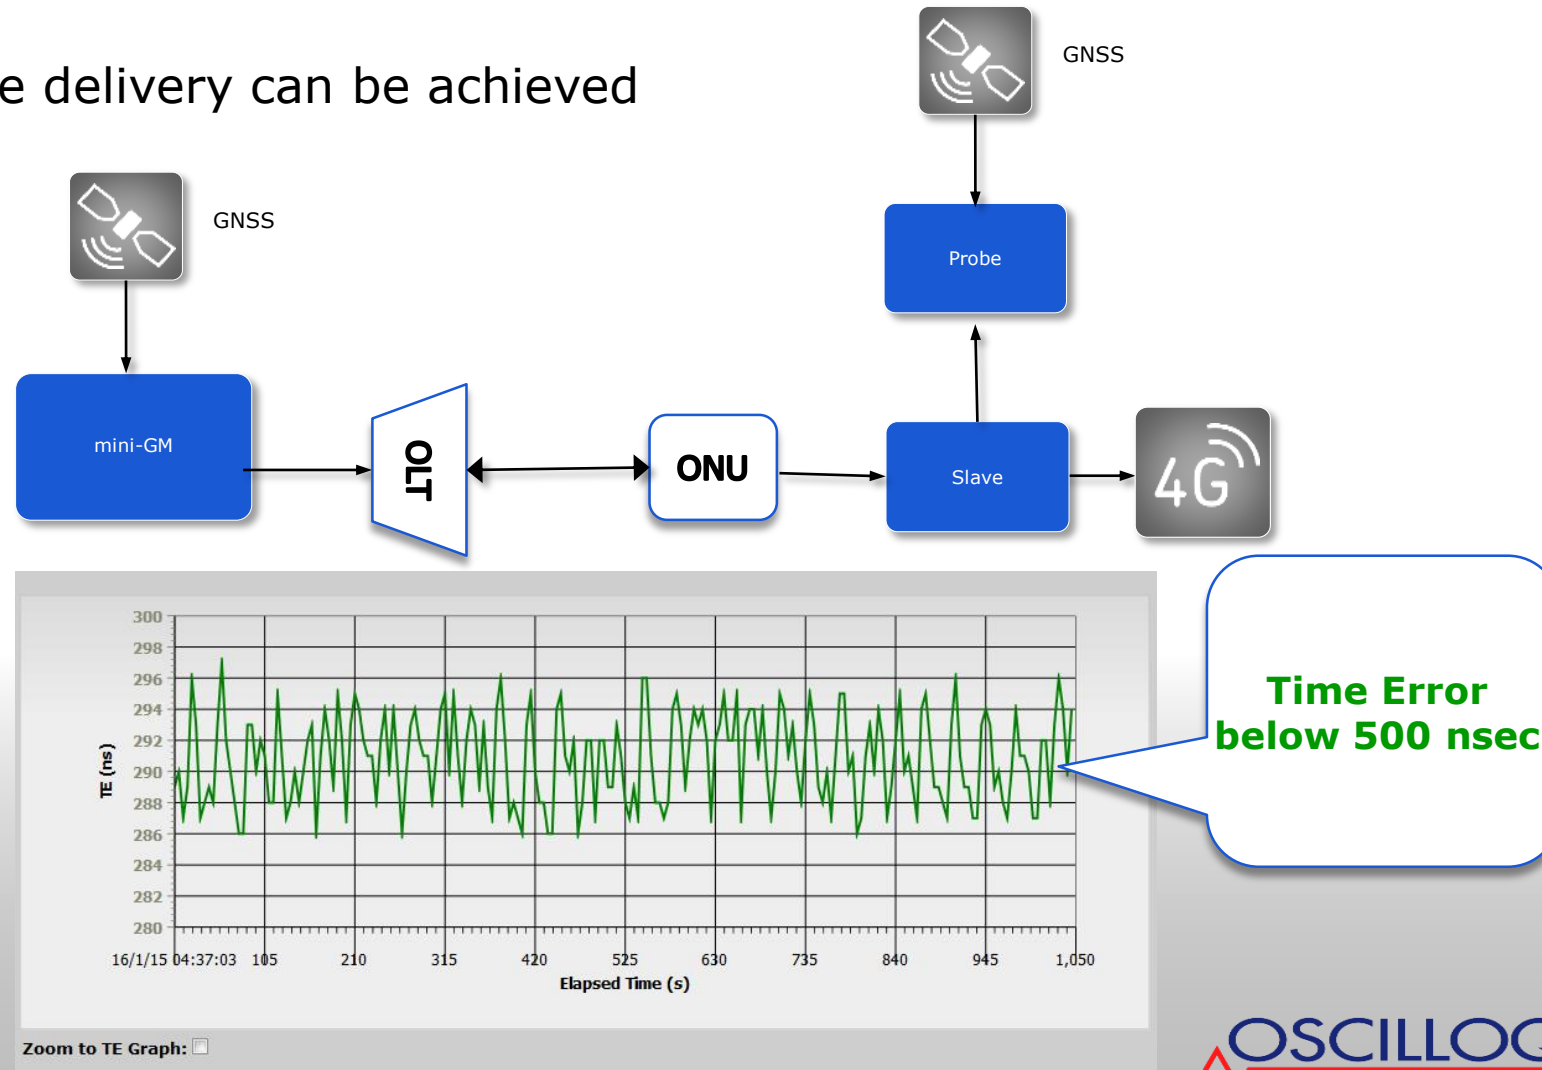 e delivery can be achieved
GNSS
GNSS
Probe
mini-GM
OLT
ONU
Slave
4G
Time Error
below 500 nsec
300
298
296
294
292
290
288
286
284
282
280
TE (ns)
16/1/15 04:37:03 105 210 315 420 525 630 735 840 945 1,050
Elapsed Time (s)
Zoom to TE Graph:
OSCILLOQ